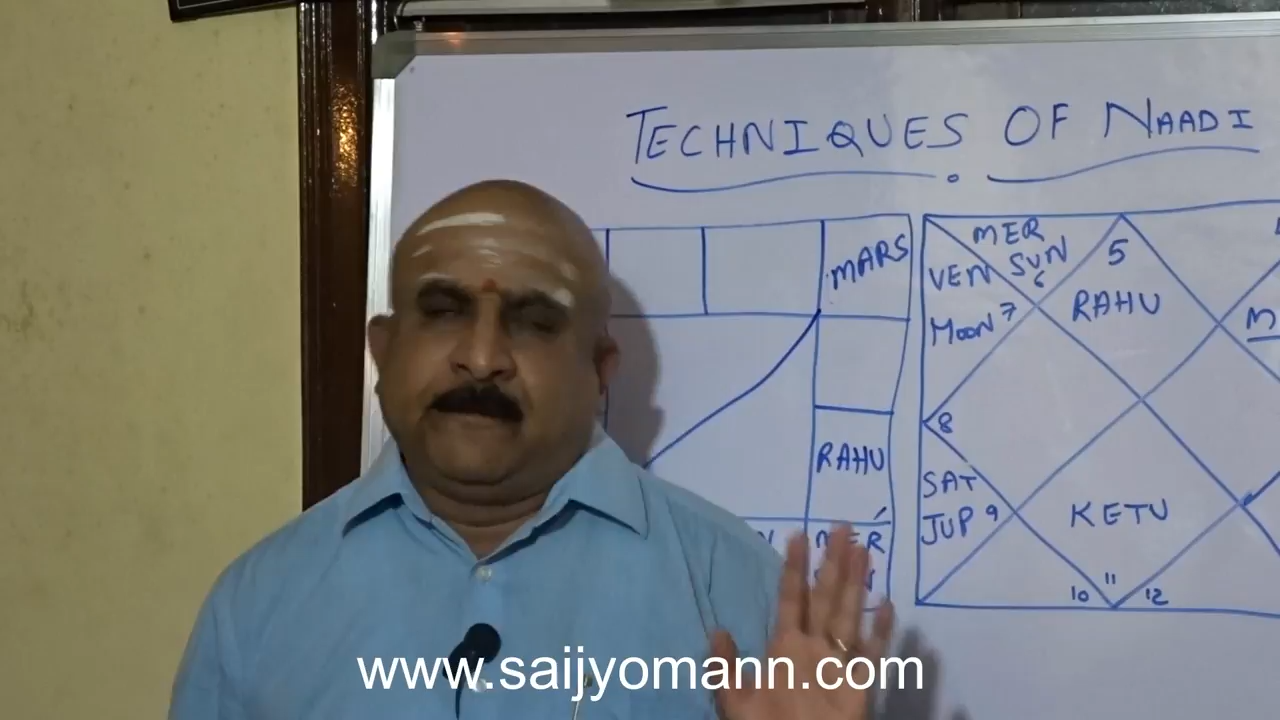 TECHNIQUES OF NAADI
MARS
RAHU
MER
MER
VEN SUN
6
MOON 7
5
RAHU
M
8
SAT
JUP 9
KETU
10 11 12
www.saijyomann.com